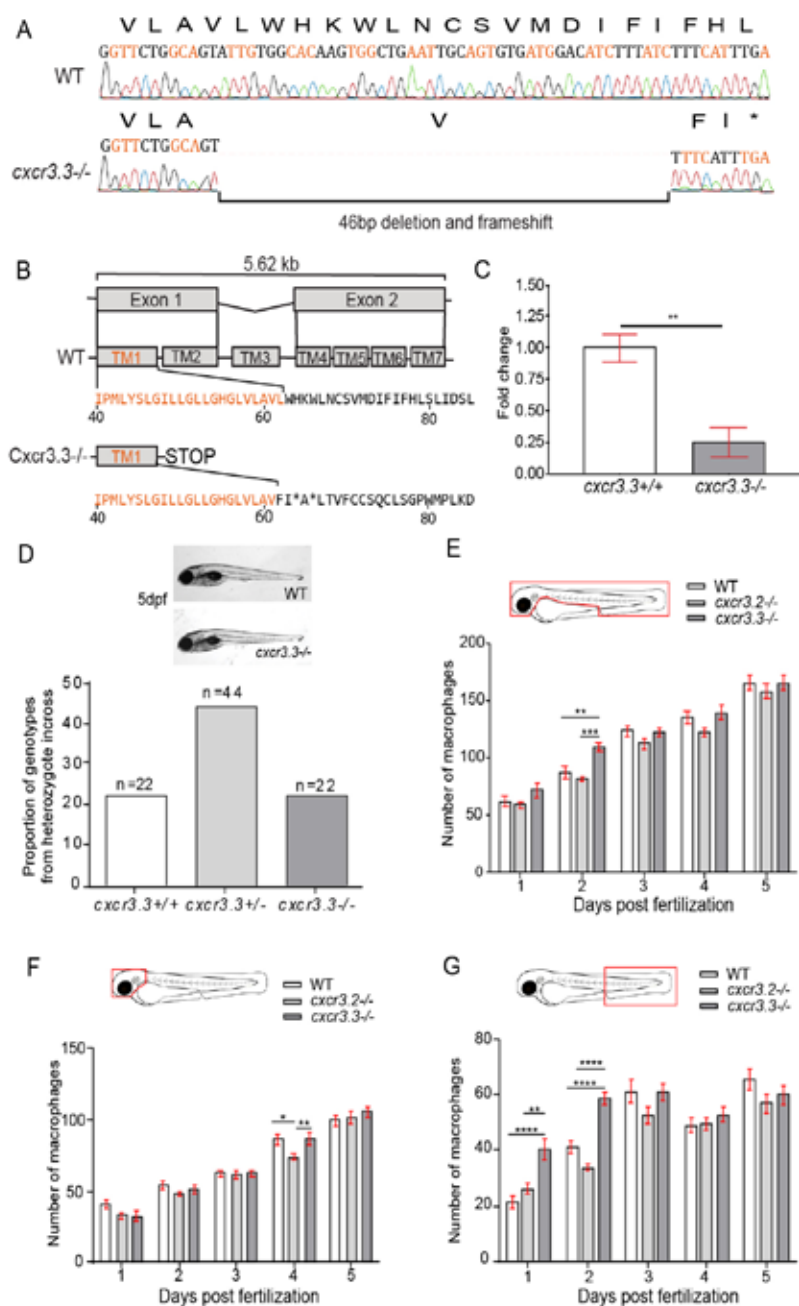 A
V L A V L W H K W L N C S V M D I F I F H L
GGTTCTGGCAGTATTGTGGCACAAGTGGCTGAATTGCAGTGTGATGGACATCTTTATCTTTCATTTGA
WT
V L A V F I *
GGTTCTGGCAGT TTTCATTTGA
cxcr3.3-/-
46bp deletion and frameshift
B
5.62 kb
Exon 1 Exon 2
WT TM1 TM2 TM3 TM4 TM5 TM6 TM7
IPMLYSLGILLGLLGHGLVLAVLWHKWLNCSVMDIFIFHLSLIDSL
40 60 82
Cxcr3.3-/- TM1 STOP
IPMLYSLGILLGLLGHGLVLAVFI*A*LTVFCCSQCLSGPWMPLKD
40 62 82
C
Fold change
1.50
1.25
1.00
0.75
0.50
0.25
0.00
**
cxcr3.3+/+ cxcr3.3-/-
D
5dpf
WT
cxcr3.3-/-
Proportion of genotypes
from heterozygote incross
50
40
30
20
10
0
n=22 n=44 n=22
cxcr3.3+/+ cxcr3.3+/- cxcr3.3-/-
E
WT
cxcr3.2-/-
cxcr3.3-/-
Number of macrophages
200
150
100
50
0
**
***
1 2 3 4 5
Days post fertilization
F
WT
cxcr3.2-/-
cxcr3.3-/-
Number of macrophages
150
100
50
0
* **
1 2 3 4 5
Days post fertilization
G
WT
cxcr3.2-/-
cxcr3.3-/-
Number of macrophages
80
60
40
20
0
**
****
****
****
1 2 3 4 5
Days post fertilization